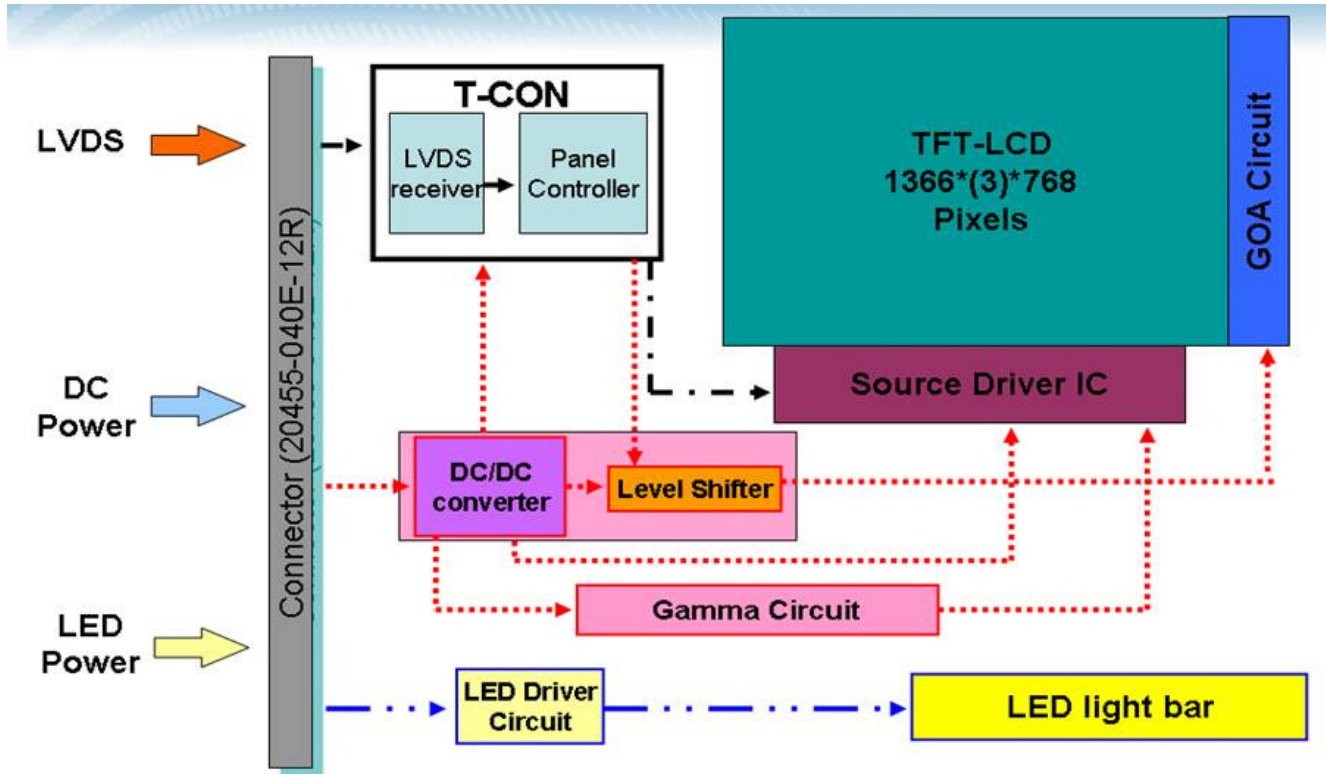 LVDS
DC
Power
LED
Power
Connector (20455-040E-12R)
T-CON
LVDS
receiver
Panel
Controller
TFT-LCD
1366*(3)*768
Pixels
GOA Circuit
Source Driver IC
DC/DC
converter
Level Shifter
Gamma Circuit
LED Driver
Circuit
LED light bar